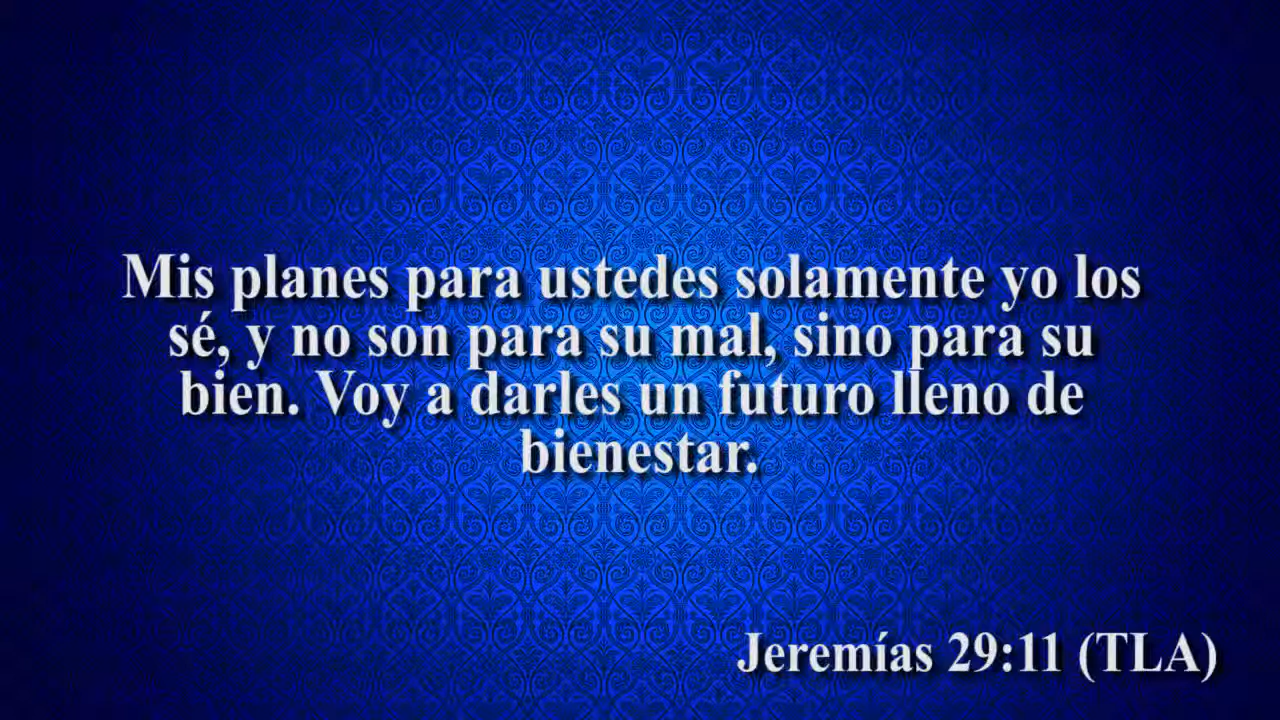 Mis planes para ustedes solamente yo los
sé, y no son para su mal, sino para su
bien. Voy a darles un futuro lleno de
bienestar.
Jeremías 29:11 (TLA)